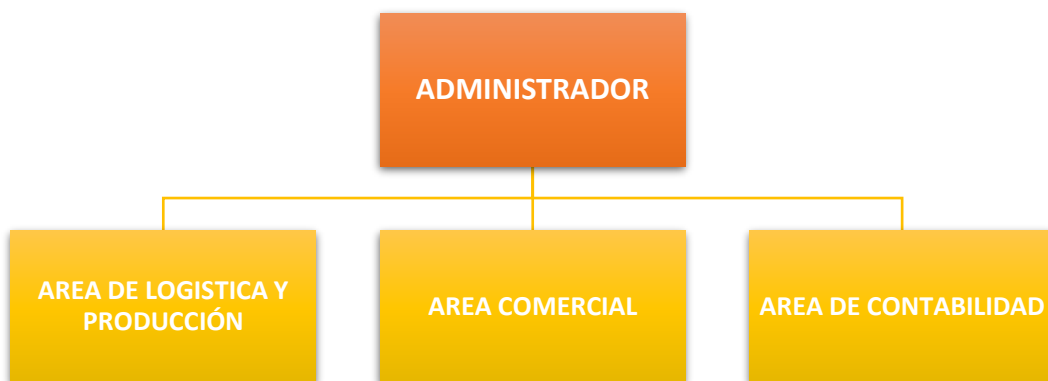 ADMINISTRADOR
AREA DE LOGISTICA Y
PRODUCCIÓN
AREA COMERCIAL
AREA DE CONTABILIDAD